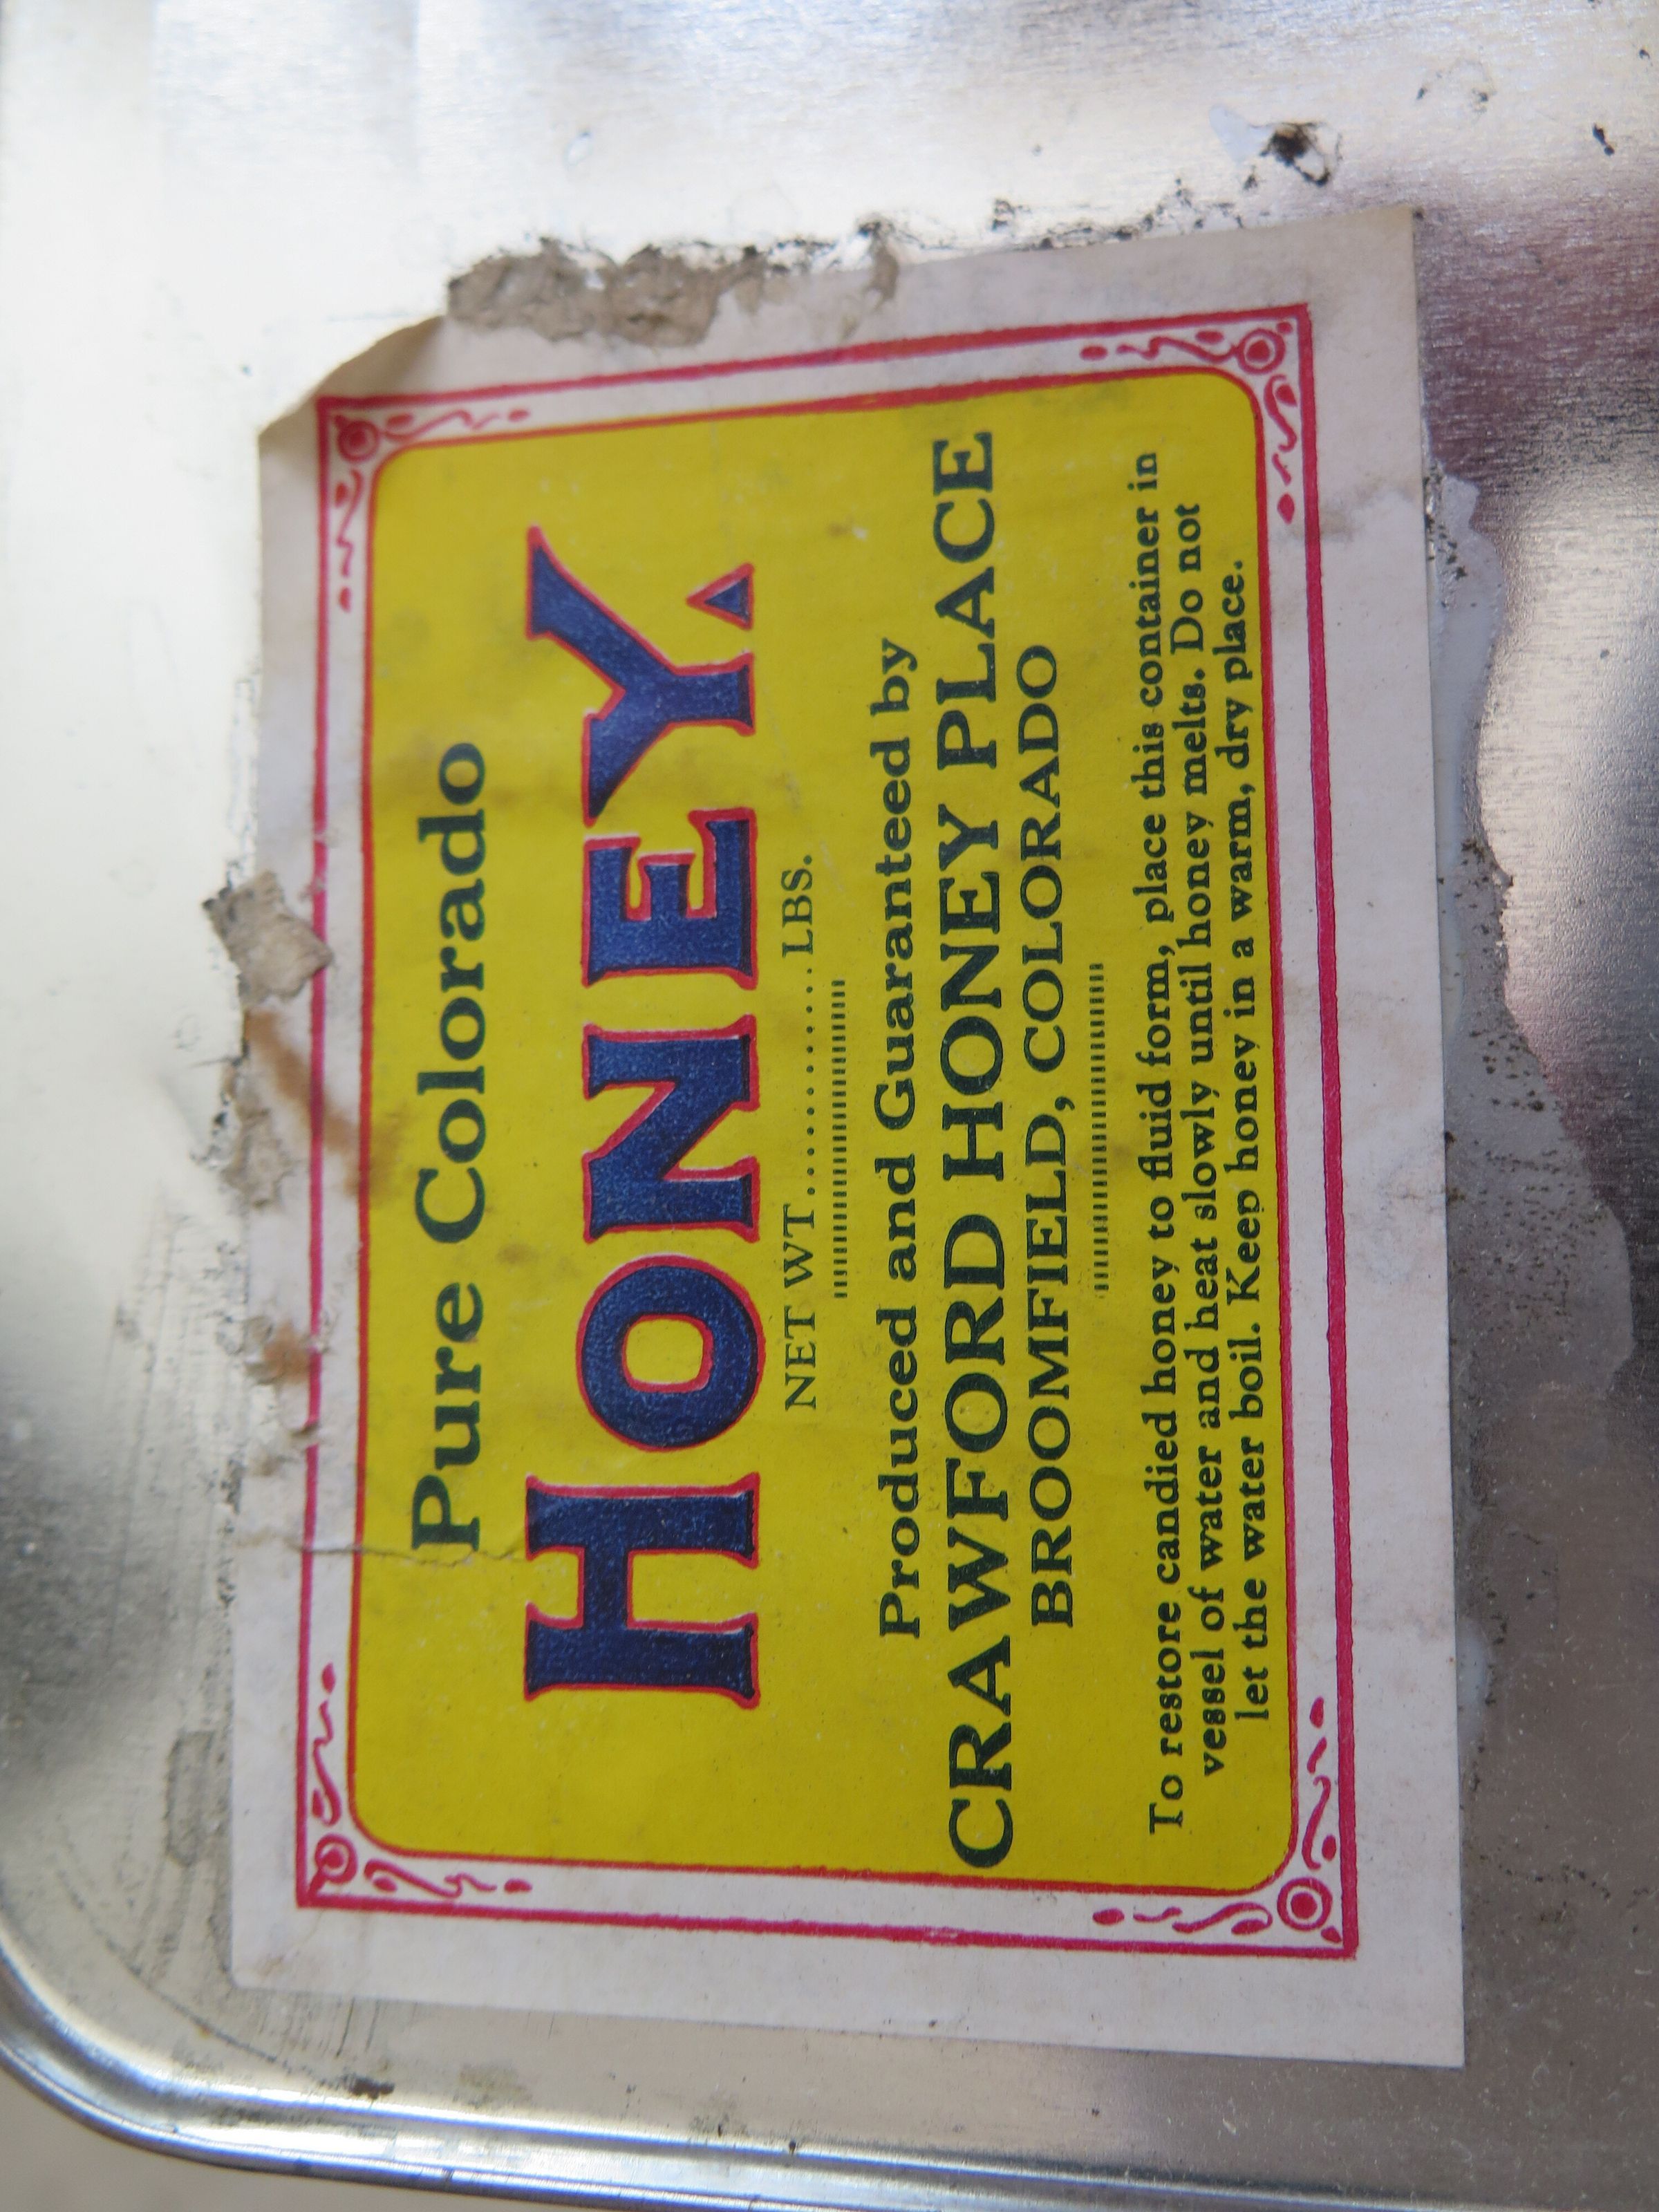 Pure Colorado
HONEY
NET WT.............LBS.
Produced and Guaranteed by
CRAWFORD HONEY PLACE
BROOMFIELD, COLORADO
To restore candied honey to fluid form, place this container in
vessel of water and heat slowly until honey melts. Do not
let the water boil. Keep honey in a warm, dry place.